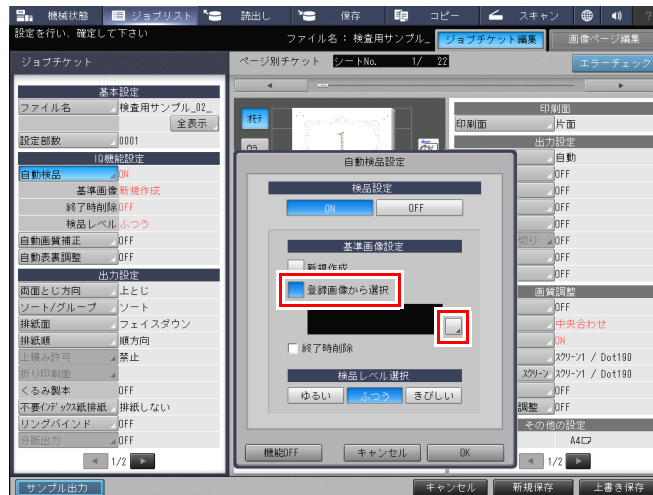 機械状態 ジョブリスト 読出し 保存 コピー スキャン
設定を行い、確定して下さい
ファイル名： 検査用サンプル_ ジョブチケット編集 画像ページ編集
ジョブチケット
ページ別チケット シートNo. 1/ 22 エラーチェック
基本設定
ファイル名 検査用サンプル_02_
全表示
設定部数 0001
IQ機能設定
自動検品 ON
基準画像 新規作成
終了時削除 OFF
検品レベル ふつう
自動画質補正 OFF
自動表裏調整 OFF
出力設定
両面とじ方向 上とじ
ソート/グループ ソート
排紙面 フェイスダウン
排紙順 順方向
上積み許可 禁止
折り印刷面
くるみ製本 OFF
不要インデックス紙排紙 排紙しない
リングバインド OFF
分版出力 OFF
1/2
オモテ
ウラ
1
自動検品設定
検品設定
ON OFF
基準画像設定
新規作成
登録画像から選択
終了時削除
検品レベル選択
ゆるい ふつう きびしい
機能OFF キャンセル OK
印刷面
印刷面 片面
出力設定
自動
OFF
OFF
OFF
OFF
切り OFF
OFF
OFF
画質調整
OFF
中央合わせ
ON
スクリーン1 / Dot190
スクリーン スクリーン1 / Dot190
OFF
調整 OFF
その他の設定
A4
1/2
サンプル出力 キャンセル 新規保存 上書き保存